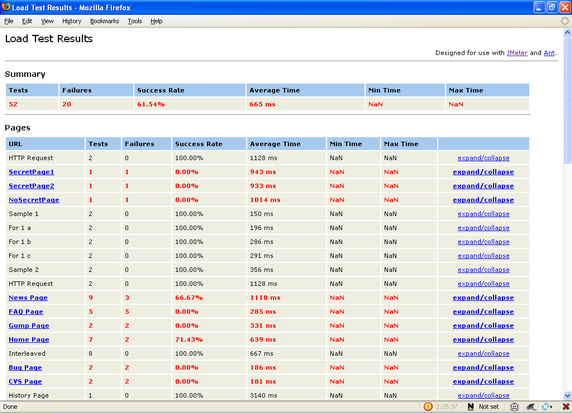 Load Test Results - Mozilla Firefox
File Edit View History Bookmarks Tools Help
Load Test Results
Designed for use with JMeter and Ant.
Summary
Tests Failures Success Rate Average Time Min Time Max Time
52 20 61.54% 665 ms NaN NaN
Pages
URL Tests Failures Success Rate Average Time Min Time Max Time
HTTP Request 2 0 100.00% 1128 ms NaN NaN expand/collapse
SecretPage1 1 1 0.00% 943 ms NaN NaN expand/collapse
SecretPage2 1 1 0.00% 933 ms NaN NaN expand/collapse
NoSecretPage 1 1 0.00% 1014 ms NaN NaN expand/collapse
Sample 1 2 0 100.00% 150 ms NaN NaN expand/collapse
For 1 a 2 0 100.00% 196 ms NaN NaN expand/collapse
For 1 b 2 0 100.00% 286 ms NaN NaN expand/collapse
For 1 c 2 0 100.00% 291 ms NaN NaN expand/collapse
Sample 2 2 0 100.00% 356 ms NaN NaN expand/collapse
HTTP Request 2 0 100.00% 1128 ms NaN NaN expand/collapse
News Page 9 3 66.67% 1110 ms NaN NaN expand/collapse
FAQ Page 5 5 0.00% 285 ms NaN NaN expand/collapse
Gump Page 2 2 0.00% 331 ms NaN NaN expand/collapse
Home Page 7 2 71.43% 639 ms NaN NaN expand/collapse
Interleaved 8 0 100.00% 667 ms NaN NaN expand/collapse
Bug Page 2 2 0.00% 186 ms NaN NaN expand/collapse
CVS Page 2 2 0.00% 181 ms NaN NaN expand/collapse
History Page 1 0 100.00% 3140 ms NaN NaN expand/collapse
Done 2:25:37 N Not set